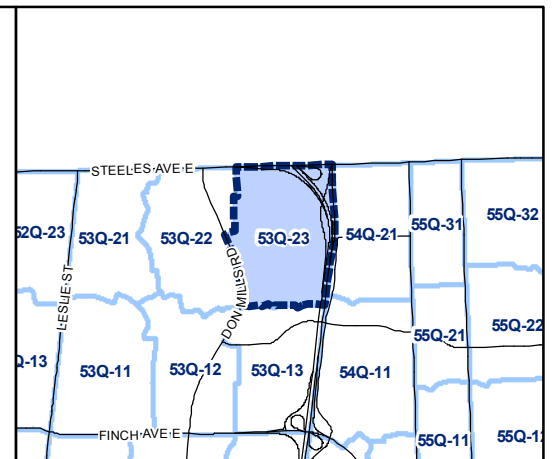 STEELES AVE E
52Q-23
53Q-21
53Q-22
53Q-23
54Q-21
55Q-31
55Q-32
LESLIE ST
DON MILLS RD
Q-13
53Q-11
53Q-12
53Q-13
54Q-11
55Q-21
55Q-22
FINCH AVE E
55Q-11
55Q-1